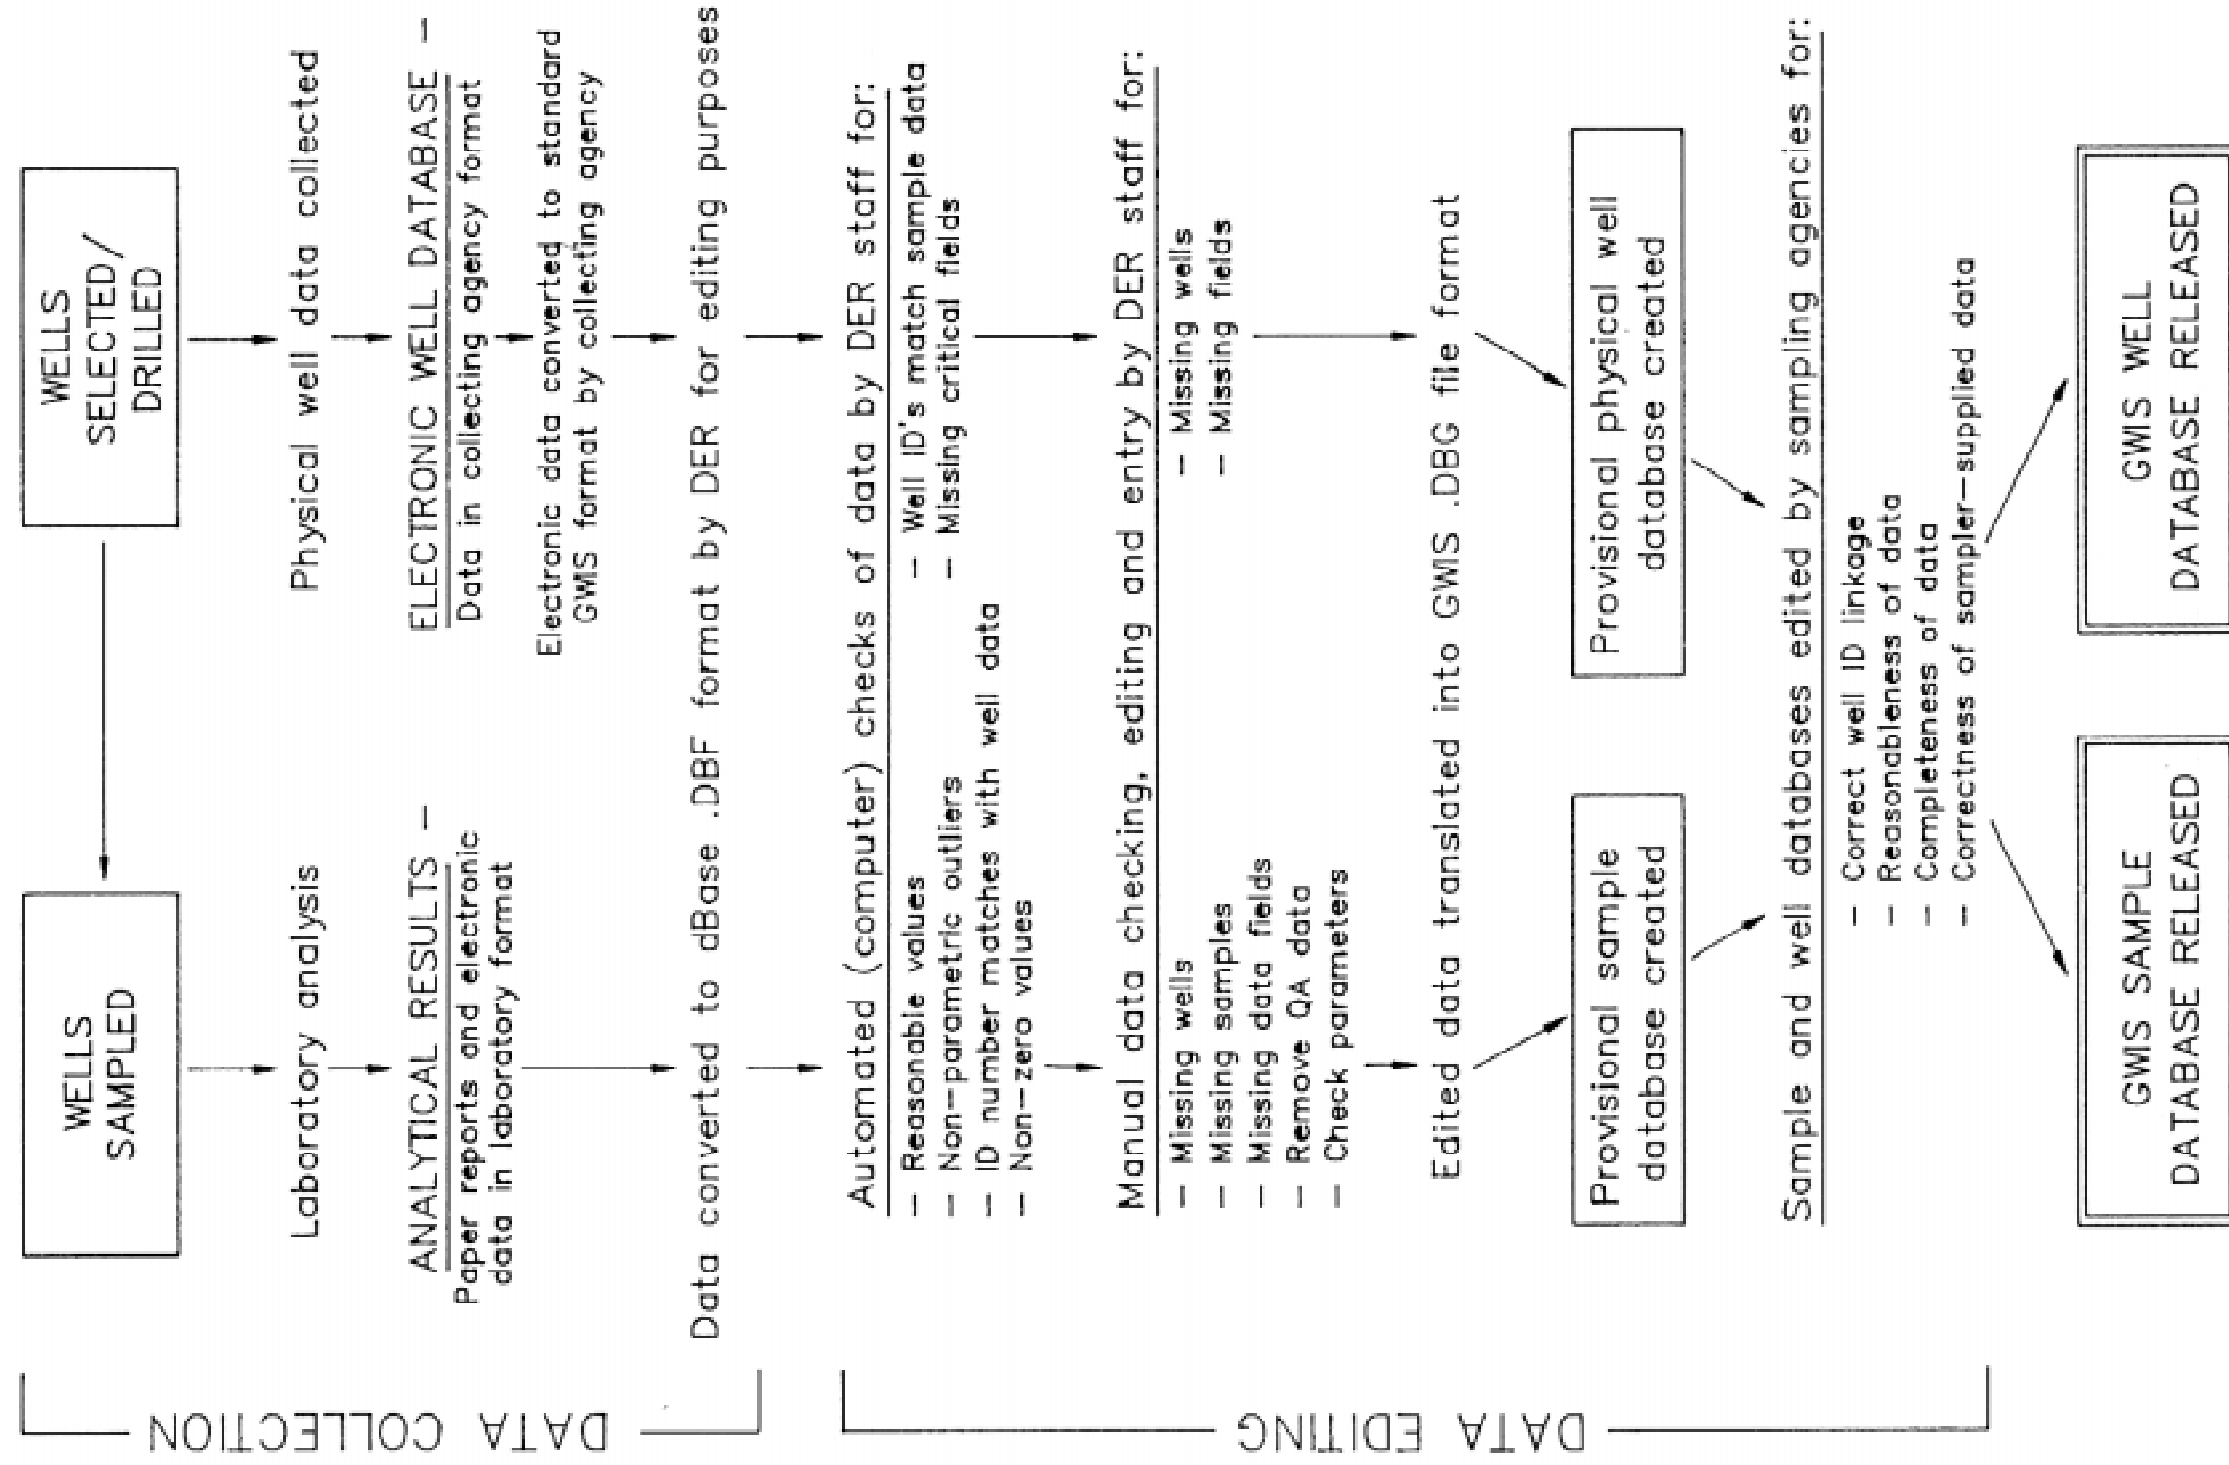 DATA COLLECTION
WELLS
SAMPLED
WELLS
SELECTED/
DRILLED
Laboratory analysis
Physical well data collected
ANALYTICAL RESULTS –
Paper reports and electronic
data in laboratory format
ELECTRONIC WELL DATABASE –
Data in collecting agency format
Electronic data converted to standard
GWIS format by collecting agency
Data converted to dBase .DBF format by DER for editing purposes
DATA EDITING
Automated (computer) checks of data by DER staff for:
– Reasonable values
– Non–parametric outliers
– ID number matches with well data
– Non–zero values
– Well ID's match sample data
– Missing critical fields
Manual data checking, editing and entry by DER staff for:
– Missing wells
– Missing samples
– Missing data fields
– Remove QA data
– Check parameters
– Missing wells
– Missing fields
Edited data translated into GWIS .DBG file format
Provisional sample
database created
Provisional physical well
database created
Sample and well databases edited by sampling agencies for:
– Correct well ID linkage
– Reasonableness of data
– Completeness of data
– Correctness of sampler–supplied data
GWIS SAMPLE
DATABASE RELEASED
GWIS WELL
DATABASE RELEASED